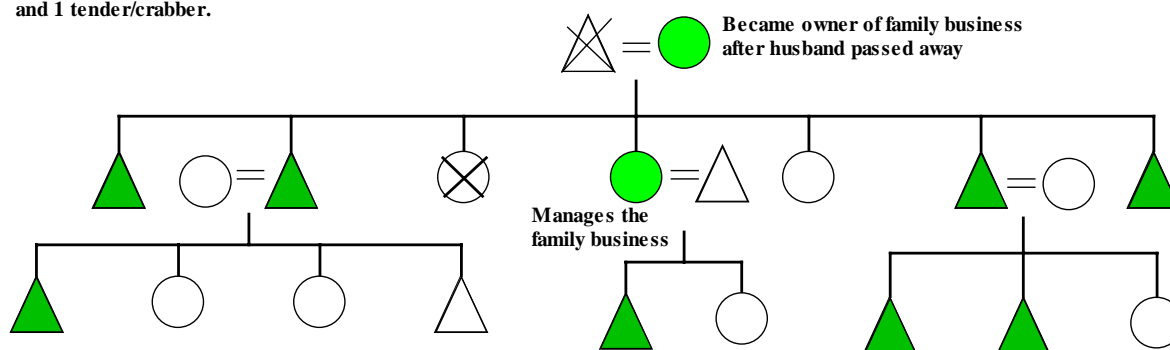 and 1 tender/crabber.
Became owner of family business
after husband passed away
Manages the
family business